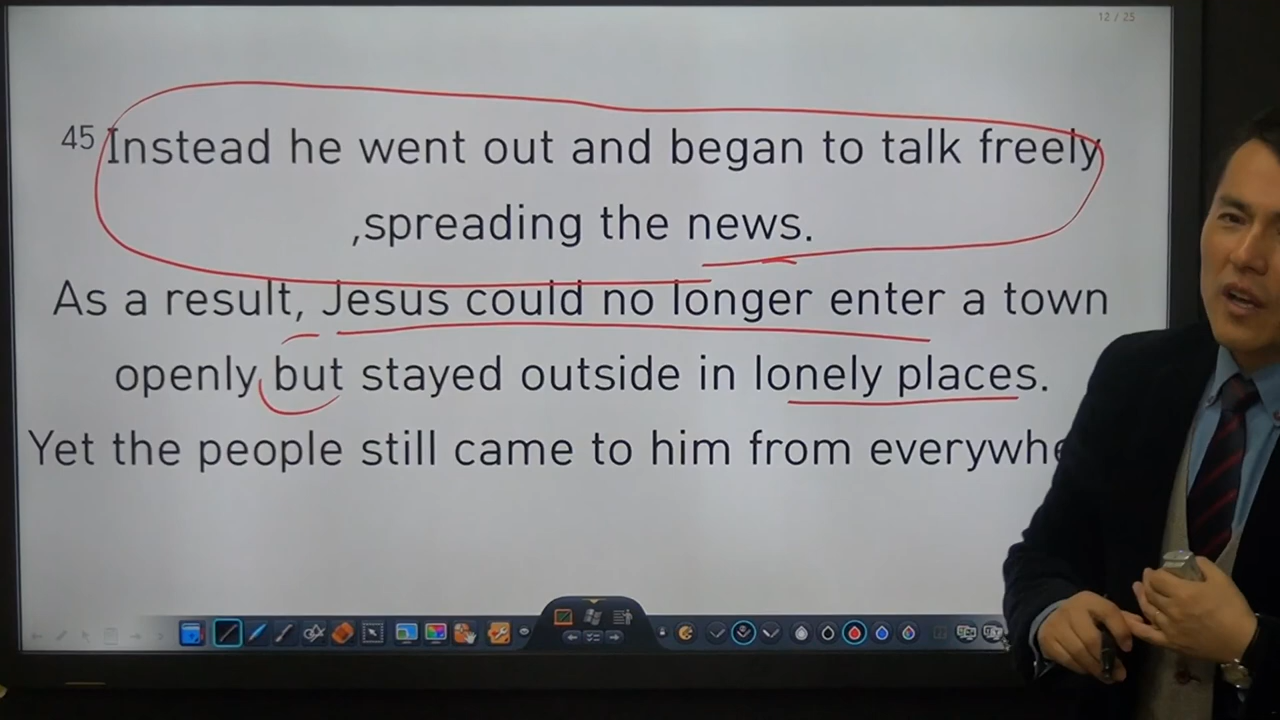 12 / 25
45 Instead he went out and began to talk freely
,spreading the news.
As a result, Jesus could no longer enter a town
openly but stayed outside in lonely places.
Yet the people still came to him from